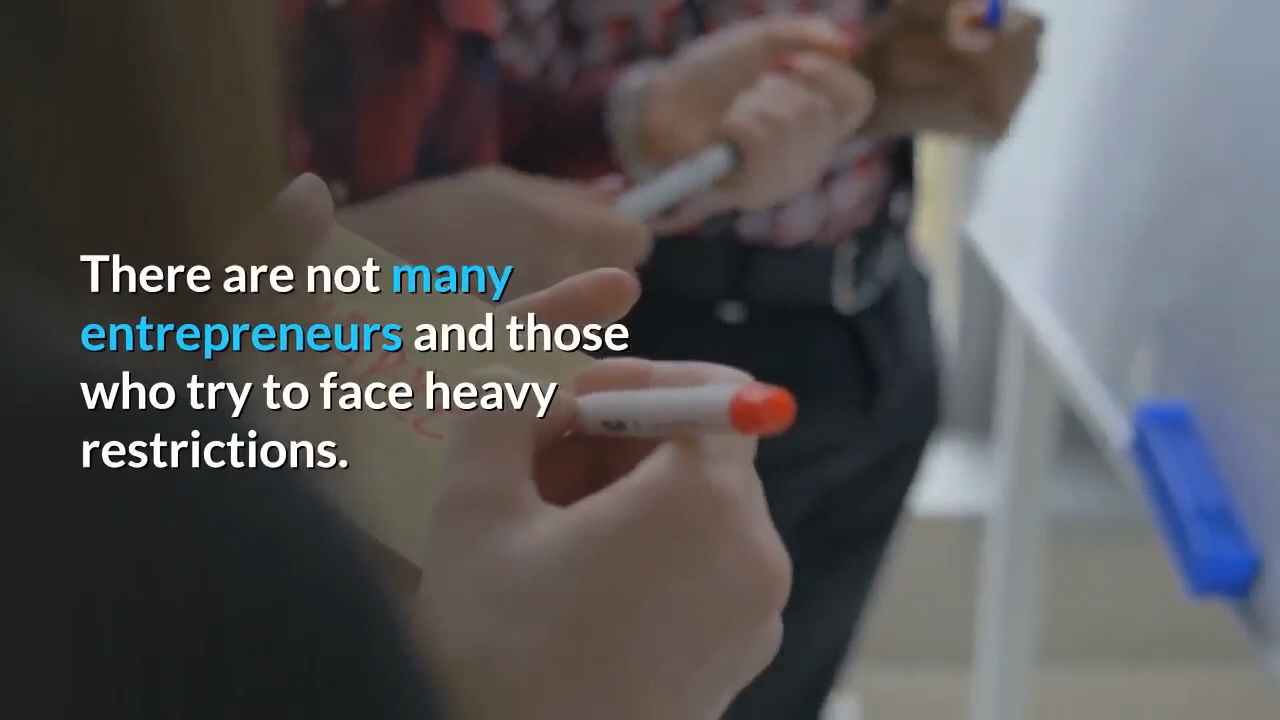 There are not many
entrepreneurs and those
who try to face heavy
restrictions.